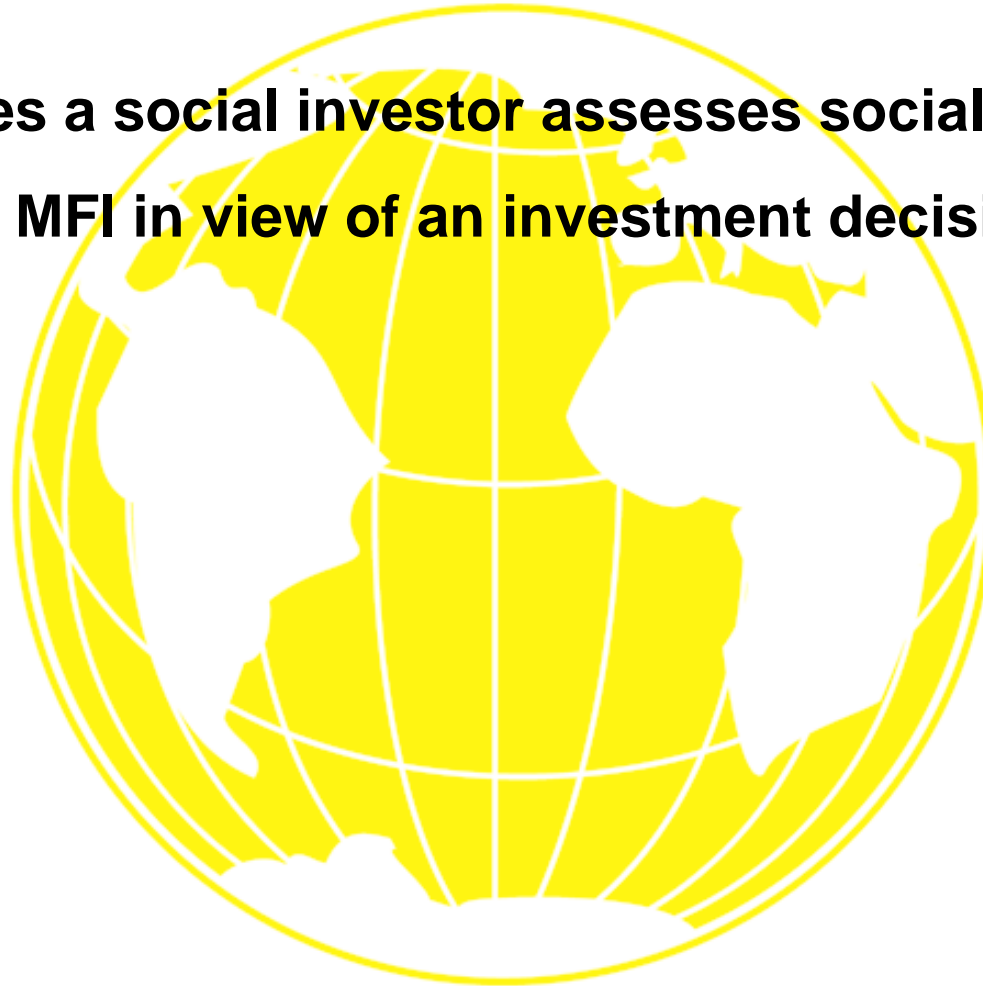 es a social investor assesses social
MFI in view of an investment decisi